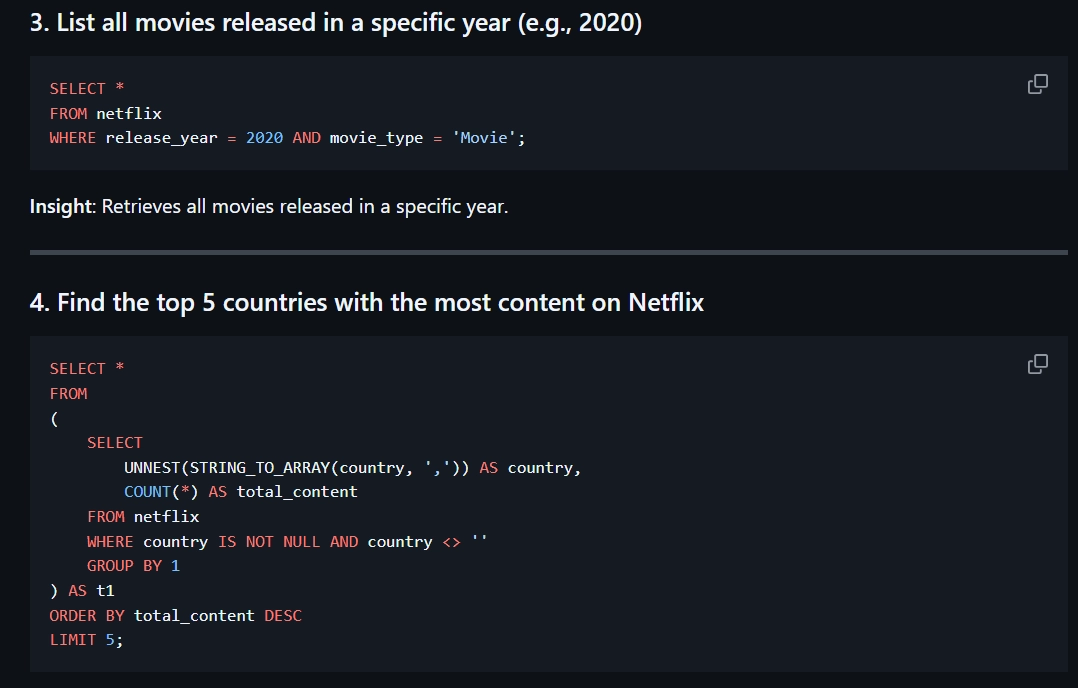 3. List all movies released in a specific year (e.g., 2020)
SELECT *
FROM netflix
WHERE release_year = 2020 AND movie_type = 'Movie';
Insight: Retrieves all movies released in a specific year.
4. Find the top 5 countries with the most content on Netflix
SELECT *
FROM
(
    SELECT
        UNNEST(STRING_TO_ARRAY(country, ',')) AS country,
        COUNT(*) AS total_content
    FROM netflix
    WHERE country IS NOT NULL AND country <> ''
    GROUP BY 1
) AS t1
ORDER BY total_content DESC
LIMIT 5;